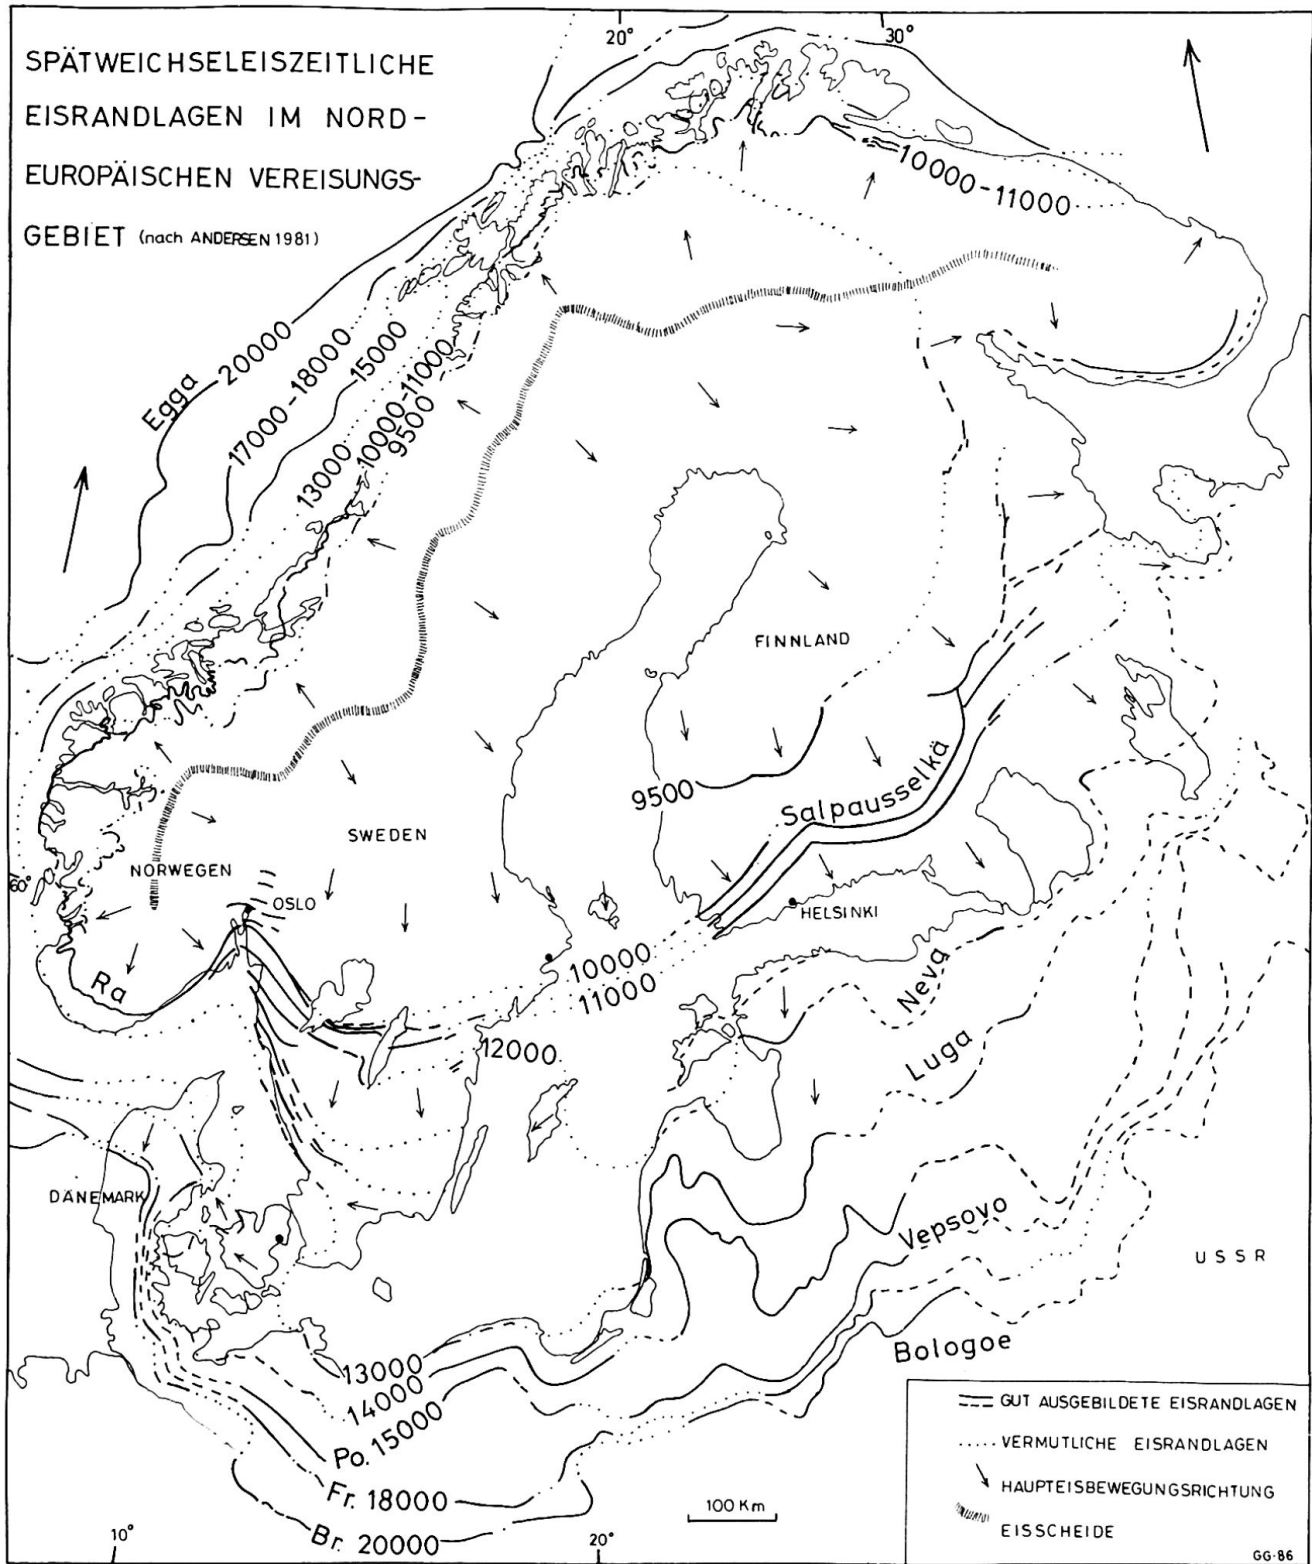 SPÄTWEICHSELEISZEITLICHE
EISRANDLAGEN IM NORD-
EUROPÄISCHEN VEREISUNGS-
GEBIET (nach ANDERSEN 1981)
20°
30°
10000-11000
Egga 20000
17000-18000
15000
13000
10000-11000
9500
FINNLAND
9500
Salpausselkä
SWEDEN
NORWEGEN
60°
OSLO
HELSINKI
Ra
10000
11000
12000
Neva
Luga
DÄNEMARK
Vepsovo
USSR
Bologoe
13000
14000
Po. 15000
Fr. 18000
Br. 20000
100 Km
10°
20°
GUT AUSGEBILDETE EISRANDLAGEN
VERMUTLICHE EISRANDLAGEN
HAUPTEISBEWEGUNGSRICHTUNG
EISSCHEIDE
GG-86